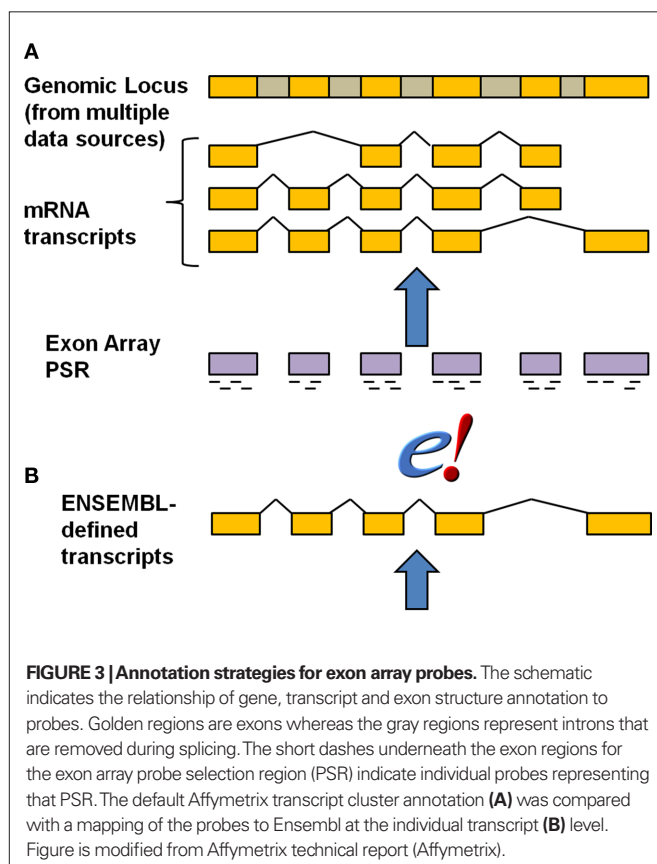 A
Genomic Locus
(from multiple
data sources)
mRNA
transcripts
Exon Array
PSR
e!
B
ENSEMBL-
defined
transcripts
FIGURE 3 | Annotation strategies for exon array probes. The schematic
indicates the relationship of gene, transcript and exon structure annotation to
probes. Golden regions are exons whereas the gray regions represent introns that
are removed during splicing. The short dashes underneath the exon regions for
the exon array probe selection region (PSR) indicate individual probes representing
that PSR. The default Affymetrix transcript cluster annotation (A) was compared
with a mapping of the probes to Ensembl at the individual transcript (B) level.
Figure is modified from Affymetrix technical report (Affymetrix).